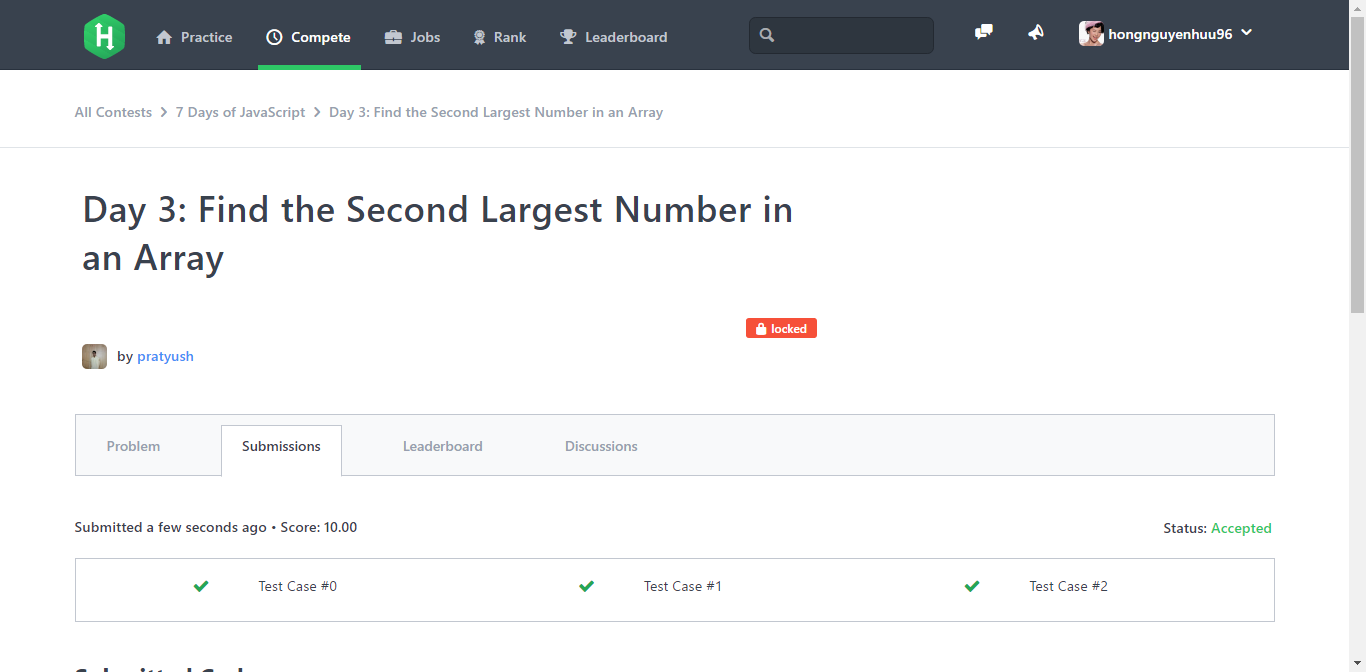 H Practice Compete Jobs Rank Leaderboard hongnguyenhuu96
All Contests > 7 Days of JavaScript > Day 3: Find the Second Largest Number in an Array
Day 3: Find the Second Largest Number in
an Array
locked
by pratyush
Problem Submissions Leaderboard Discussions
Submitted a few seconds ago • Score: 10.00 Status: Accepted
Test Case #0 Test Case #1 Test Case #2